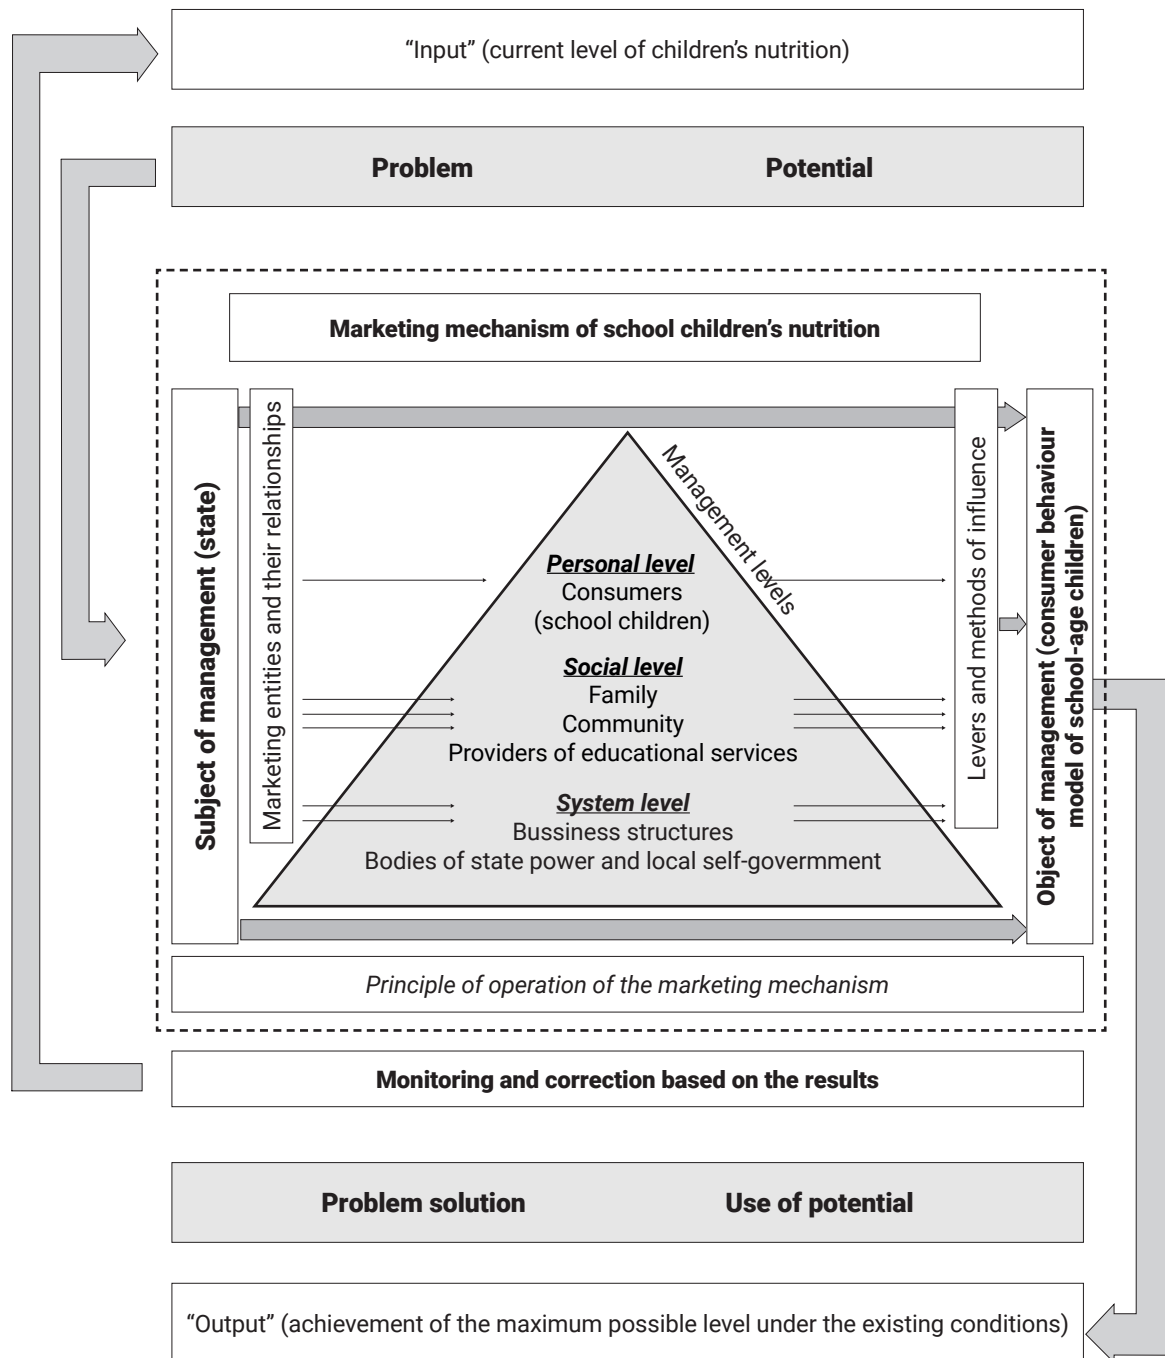 “Input” (current level of children’s nutrition)
Problem
Potential
Marketing mechanism of school children’s nutrition
Subject of management (state)
Marketing entities and their relationships
Management levels
Personal level
Consumers
(school children)
Social level
Family
Community
Providers of educational services
System level
Bussiness structures
Bodies of state power and local self-govermment
Levers and methods of influence
Object of management (consumer behaviour
model of school-age children)
Principle of operation of the marketing mechanism
Monitoring and correction based on the results
Problem solution
Use of potential
“Output” (achievement of the maximum possible level under the existing conditions)